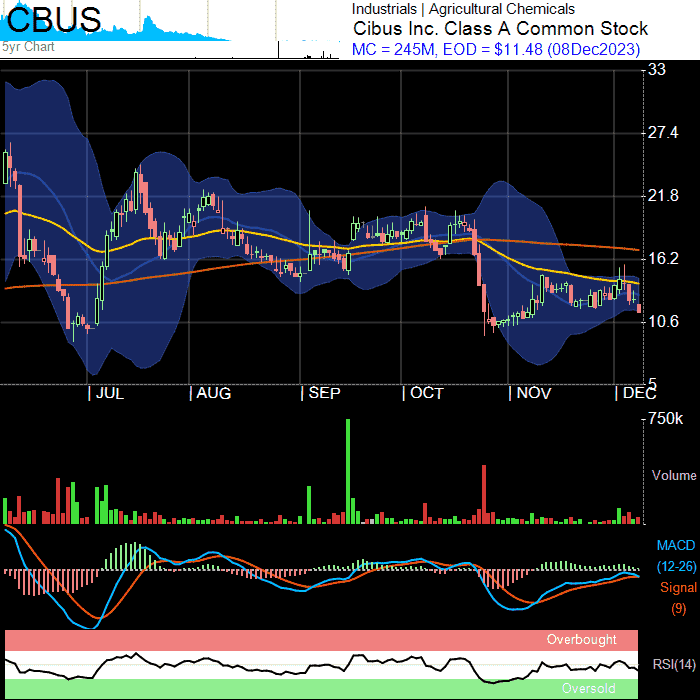 CBUS
5yr Chart
Industrials | Agricultural Chemicals
Cibus Inc. Class A Common Stock
MC = 245M, EOD = $11.48 (08Dec2023)
33
27.4
21.8
16.2
10.6
5
| JUL | AUG | SEP | OCT | NOV | DEC
750k
Volume
MACD
(12-26)
Signal
(9)
Overbought
RSI(14)
Oversold